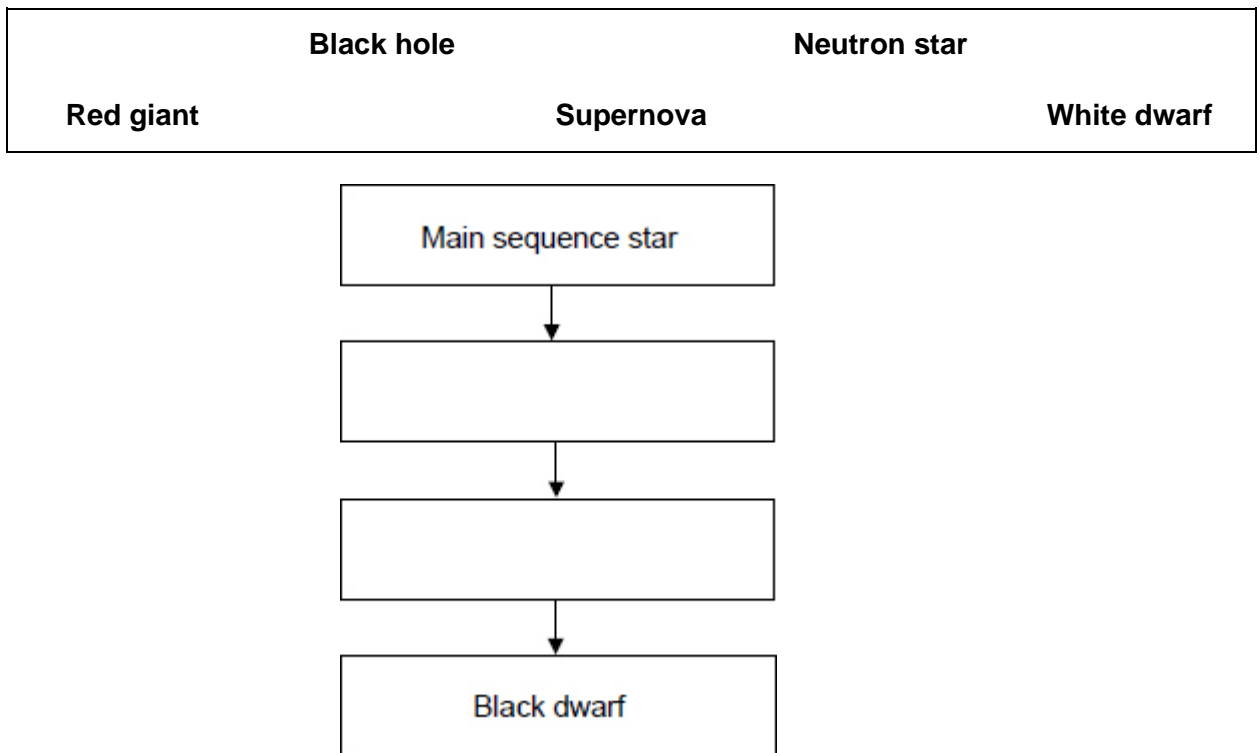 Black hole Neutron star
Red giant Supernova White dwarf
Main sequence star
Black dwarf